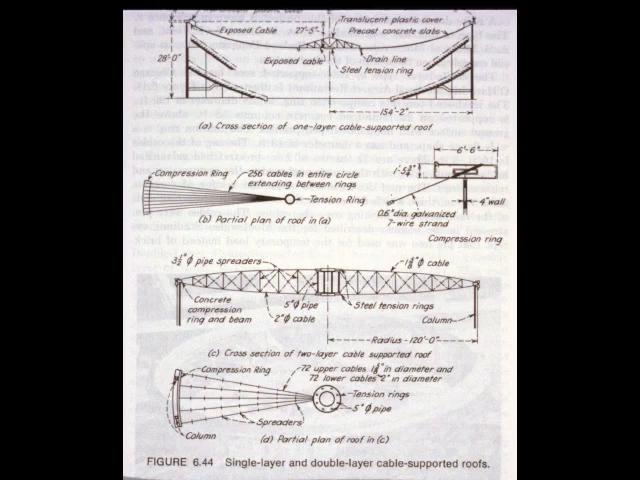 Exposed Cable
27'-5"
Translucent plastic cover
Precast concrete slabs
28'-0"
Exposed cable
Drain line
Steel tension ring
154'-2"
(a) Cross section of one-layer cable-supported roof
6'-6"
Compression Ring
256 cables in entire circle
extending between rings
1'-5¾"
Tension Ring
4" wall
0.6" dia. galvanized
7-wire strand
(b) Partial plan of roof in (a)
Compression ring
3½" ϕ pipe spreaders
1⅝" ϕ cable
Concrete
compression
ring and beam
5" ϕ pipe
2" ϕ cable
Steel tension rings
Column
Radius - 120'-0"
(c) Cross section of two-layer cable supported roof
Compression Ring
72 upper cables 1⅝" in diameter and
72 lower cables 2" in diameter
Tension rings
5" ϕ pipe
Spreaders
Column
(d) Partial plan of roof in (c)
FIGURE 6.44 Single-layer and double-layer cable-supported roofs.